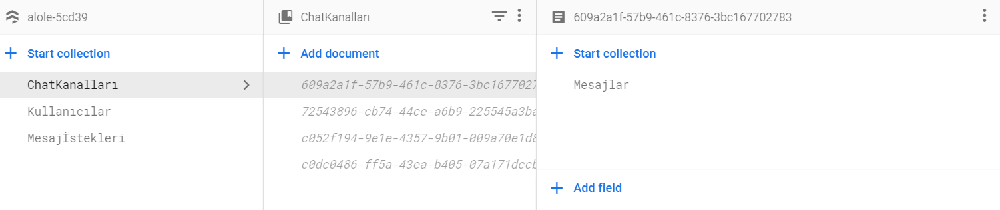 alole-5cd39
Start collection
ChatKanalları
Kullanıcılar
Mesajİstekleri
ChatKanalları
Add document
609a2a1f-57b9-461c-8376-3bc1677027
72543896-cb74-44ce-a6b9-225545a3ba
c052f194-9e1e-4357-9b01-009a70e1d8
c0dc0486-ff5a-43ea-b405-07a171dccb
609a2a1f-57b9-461c-8376-3bc167702783
Start collection
Mesajlar
Add field